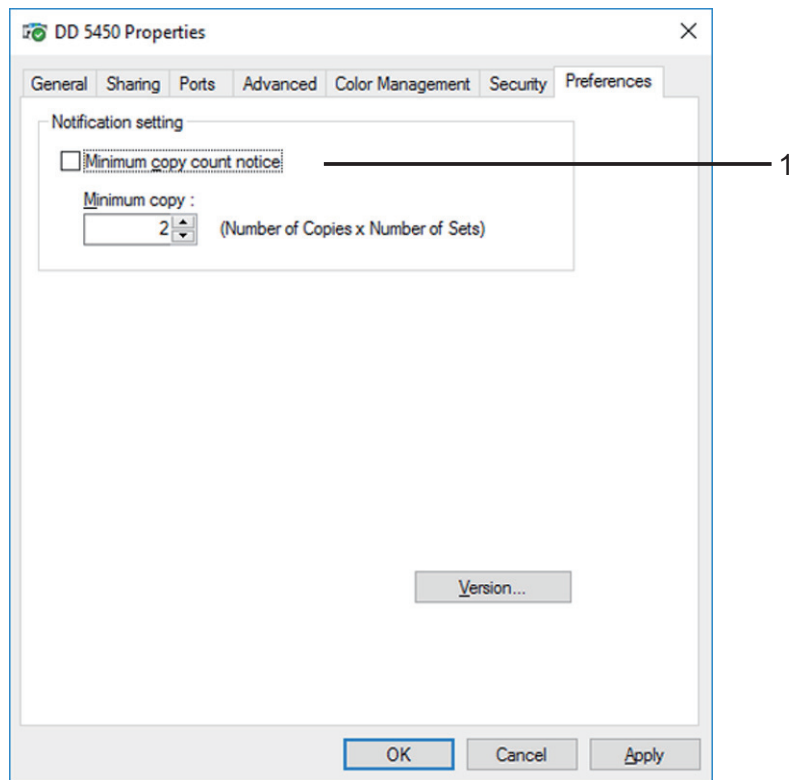 DD 5450 Properties
General Sharing Ports Advanced Color Management Security Preferences
Notification setting
Minimum copy count notice
1
Minimum copy :
2 (Number of Copies x Number of Sets)
Version...
OK Cancel Apply